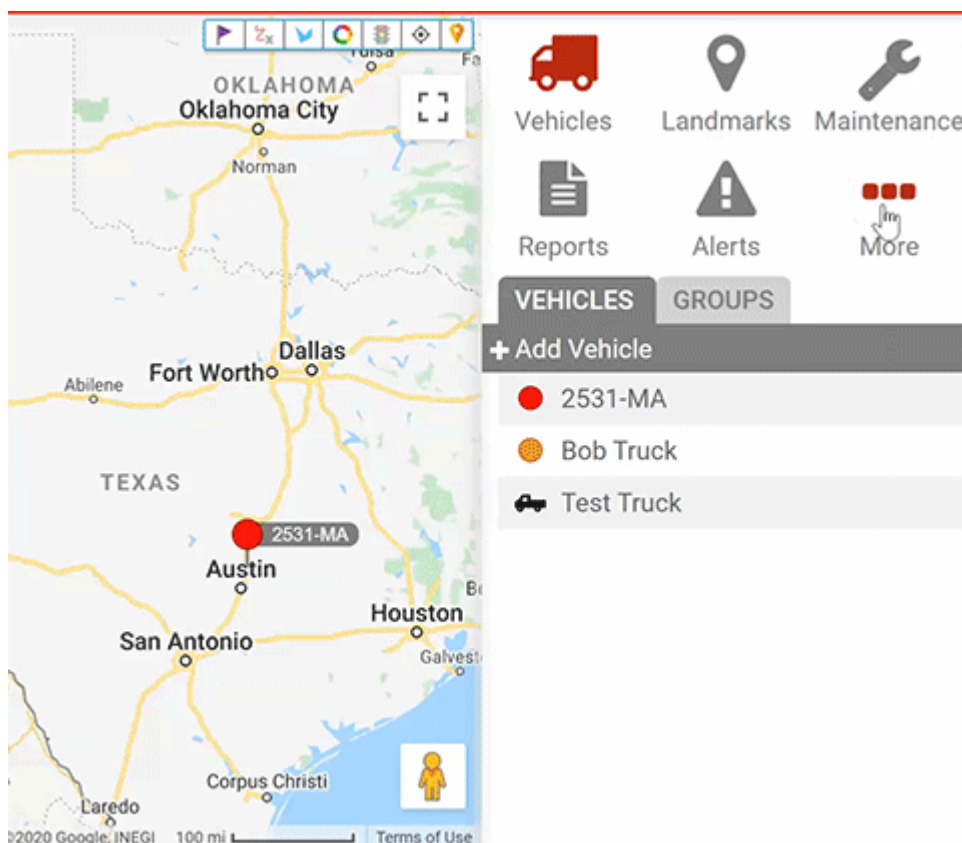 Tulsa
OKLAHOMA
Oklahoma City
Norman
Dallas
Fort Worth
Abilene
TEXAS
2531-MA
Austin
Houston
San Antonio
Galvest
Corpus Christi
Laredo
©2020 Google, INEGI 100 mi Terms of Use
Vehicles Landmarks Maintenance
Reports Alerts More
VEHICLES GROUPS
+ Add Vehicle
2531-MA
Bob Truck
Test Truck